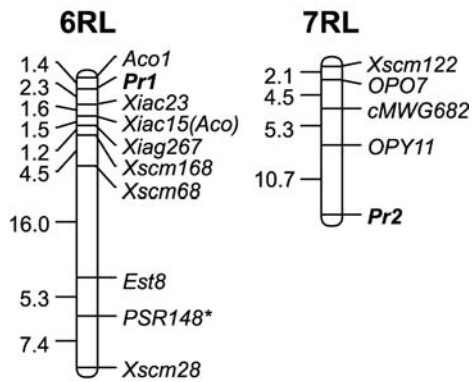 6RL
1.4 Aco1
2.3 Pr1
1.6 Xiac23
1.5 Xiac15(Aco)
1.2 Xiag267
4.5 Xscm168
Xscm68
16.0
Est8
5.3
PSR148*
7.4
Xscm28
7RL
Xscm122
2.1
OPO7
4.5
cMWG682
5.3
OPY11
10.7
Pr2